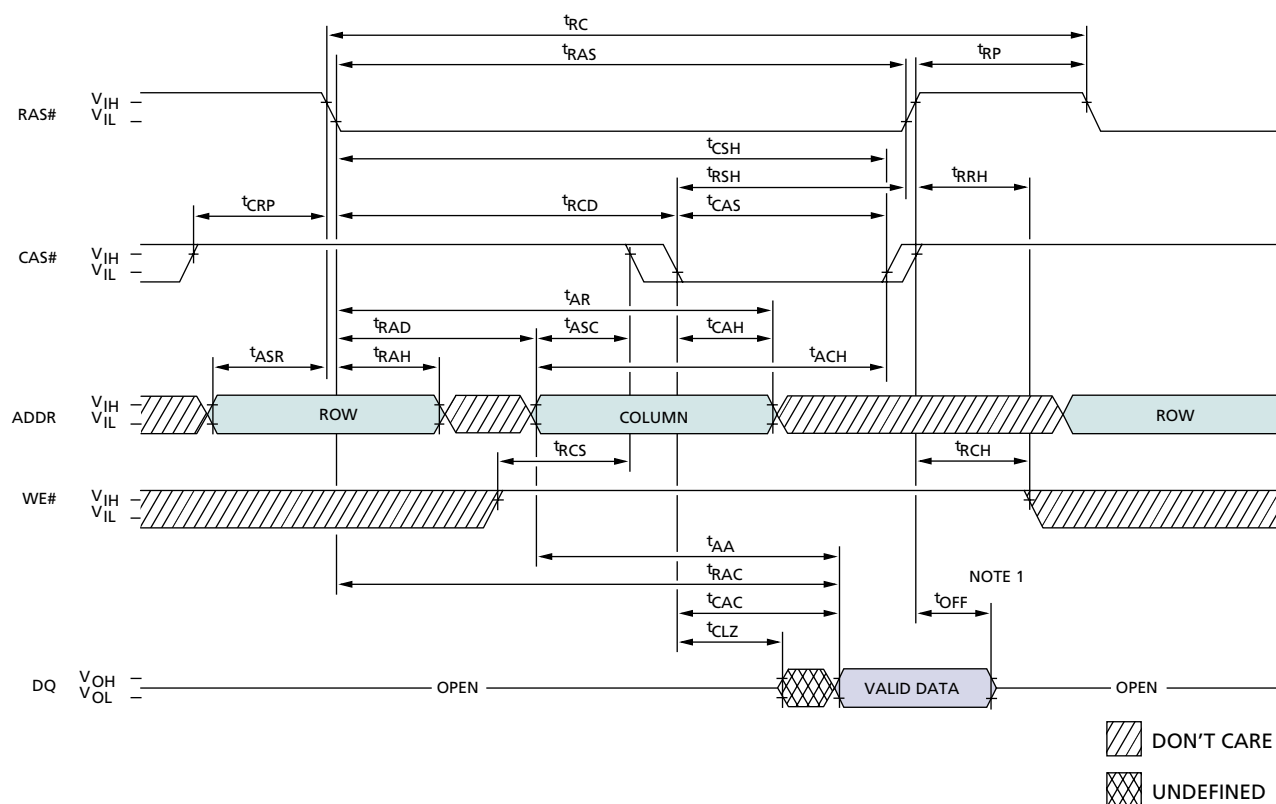 tRC
tRAS tRP
RAS# VIH
VIL
tCSH
tRSH tRRH
tCRP tRCD tCAS
CAS# VIH
VIL
tAR
tRAD tASC tCAH
tASR tRAH tACH
ADDR VIH
VIL
ROW COLUMN ROW
tRCS tRCH
WE# VIH
VIL
tAA
tRAC NOTE 1
tCAC tOFF
tCLZ
DQ VOH
VOL
OPEN VALID DATA OPEN
DON'T CARE
UNDEFINED